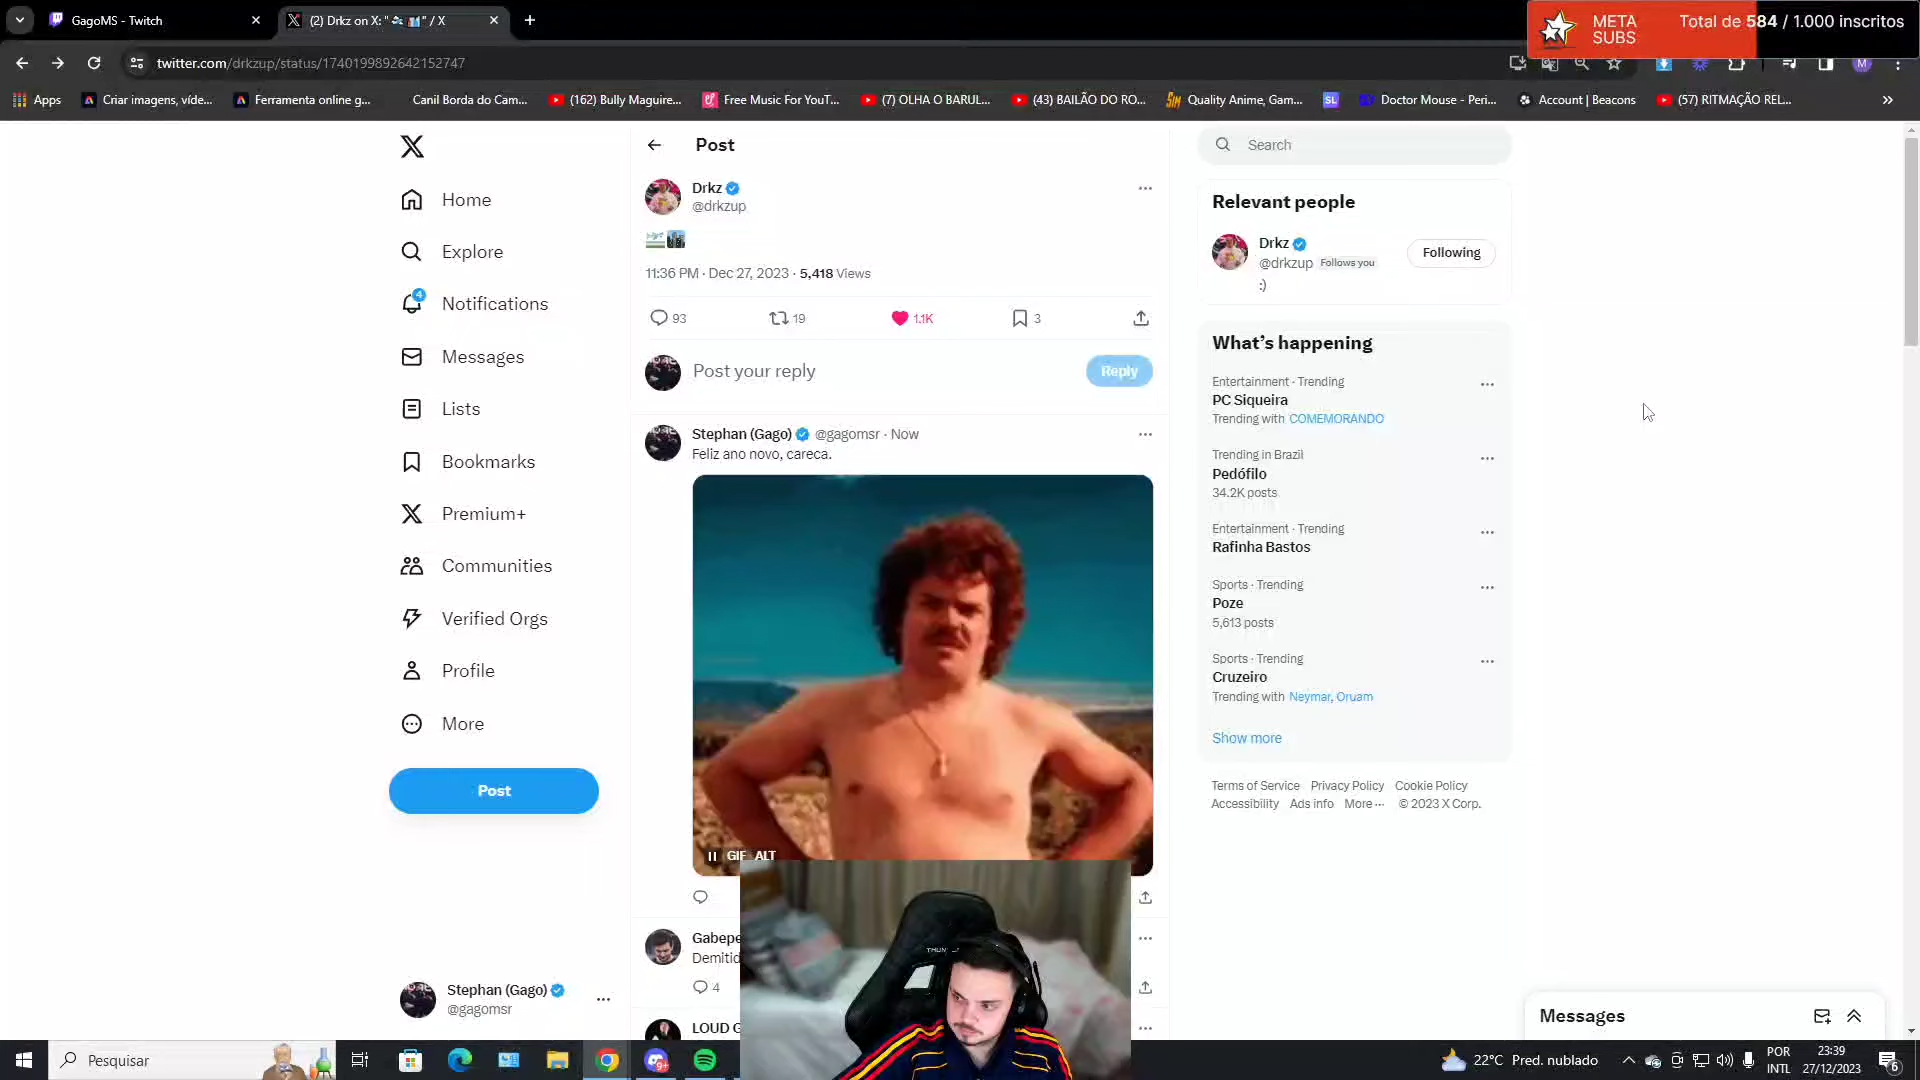 GagoMS - Twitch
(2) Drkz on X: " " / X
META SUBS
Total de 584 / 1.000 inscritos
twitter.com/drkzup/status/1740199892642152747
M
Apps
Criar imagens, víde...
Ferramenta online g...
Canil Borda do Cam...
(162) Bully Maguire...
Free Music For YouT...
(7) OLHA O BARUL...
(43) BAILÃO DO RO...
Quality Anime, Gam...
SL
Doctor Mouse - Peri...
Account | Beacons
(57) RITMAÇÃO REL...
Home
Explore
4
Notifications
Messages
Lists
Bookmarks
Premium+
Communities
Verified Orgs
Profile
More
Post
Stephan (Gago)
@gagomsr
Post
Drkz
@drkzup
11:36 PM · Dec 27, 2023 · 5,418 Views
93
19
1.1K
3
Post your reply
Reply
Stephan (Gago) @gagomsr · Now
Feliz ano novo, careca.
GIF ALT
Gabepe
Demitid
4
LOUD G
Search
Relevant people
Drkz
@drkzup Follows you
Following
:)
What's happening
Entertainment · Trending
PC Siqueira
Trending with COMEMORANDO
Trending in Brazil
Pedófilo
34.2K posts
Entertainment · Trending
Rafinha Bastos
Sports · Trending
Poze
5,613 posts
Sports · Trending
Cruzeiro
Trending with Neymar, Oruam
Show more
Terms of Service Privacy Policy Cookie Policy
Accessibility Ads info More ··· © 2023 X Corp.
Messages
Pesquisar
9+
22°C Pred. nublado
POR
INTL
23:39
27/12/2023
6